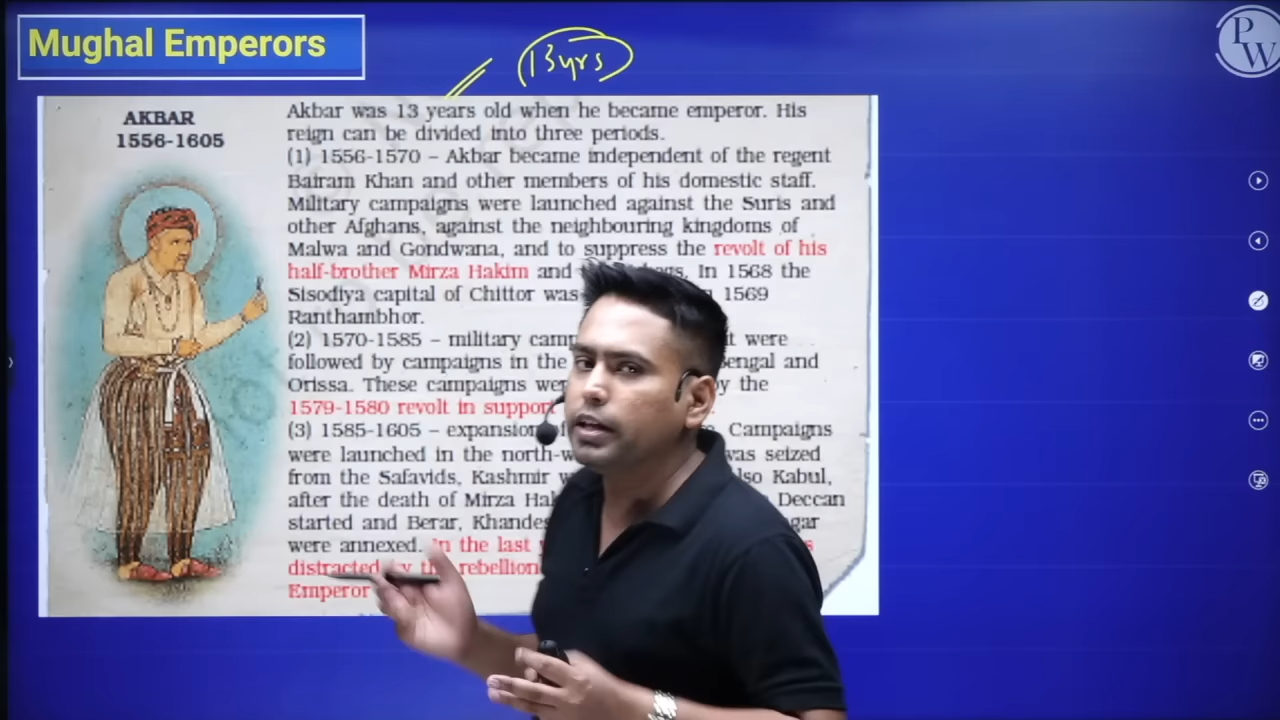 Mughal Emperors
13yrs
PW
AKBAR
1556-1605
Akbar was 13 years old when he became emperor. His
reign can be divided into three periods.
(1) 1556-1570 – Akbar became independent of the regent
Bairam Khan and other members of his domestic staff.
Military campaigns were launched against the Suris and
other Afghans, against the neighbouring kingdoms of
Malwa and Gondwana, and to suppress the revolt of his
half-brother Mirza Hakim and In 1568 the
Sisodiya capital of Chittor was 1569
Ranthambhor.
(2) 1570-1585 – military were
followed by campaigns in the Bengal and
Orissa. These campaigns by the
1579-1580 revolt in support
(3) 1585-1605 – expansion Campaigns
were launched in the was seized
from the Safavids, Kashmir also Kabul,
after the death of Mirza Deccan
started and Berar, 
were annexed. In the last
distracted by the rebellion
Emperor